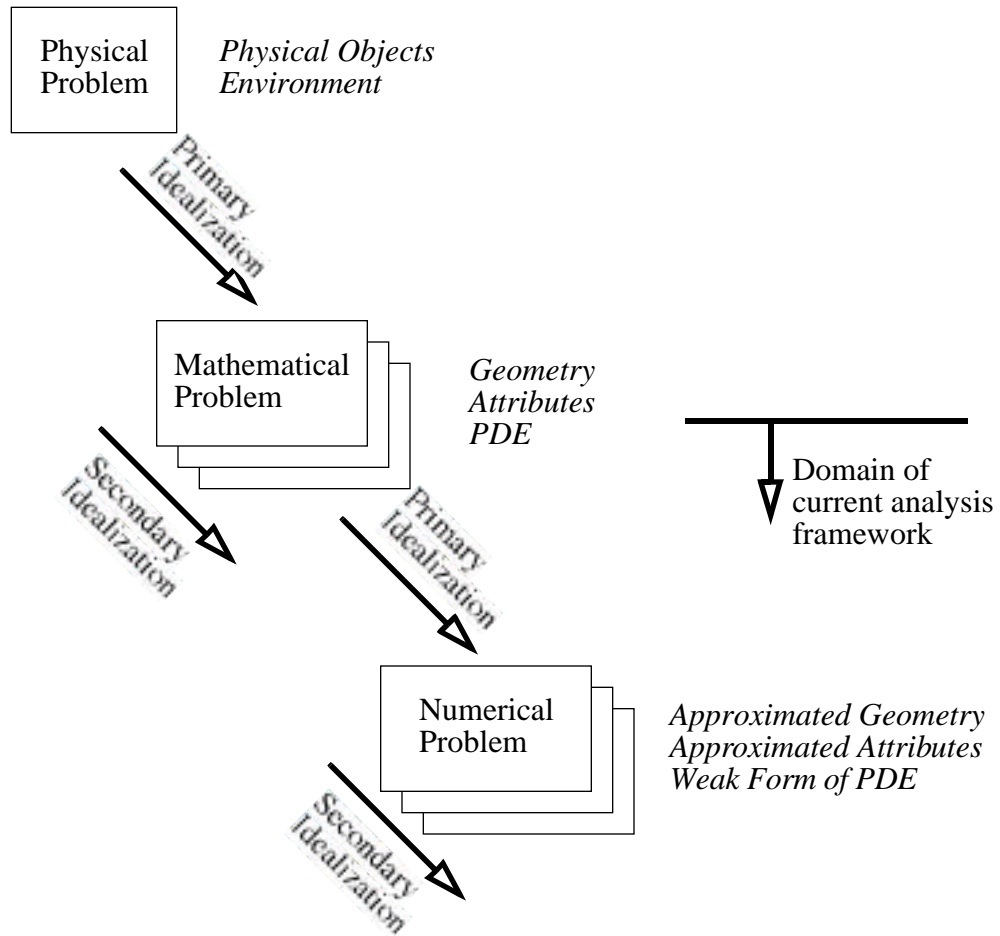 Physical
Problem
Physical Objects
Environment
Primary
Idealization
Mathematical
Problem
Geometry
Attributes
PDE
Domain of
current analysis
framework
Secondary
Idealization
Primary
Idealization
Numerical
Problem
Approximated Geometry
Approximated Attributes
Weak Form of PDE
Secondary
Idealization